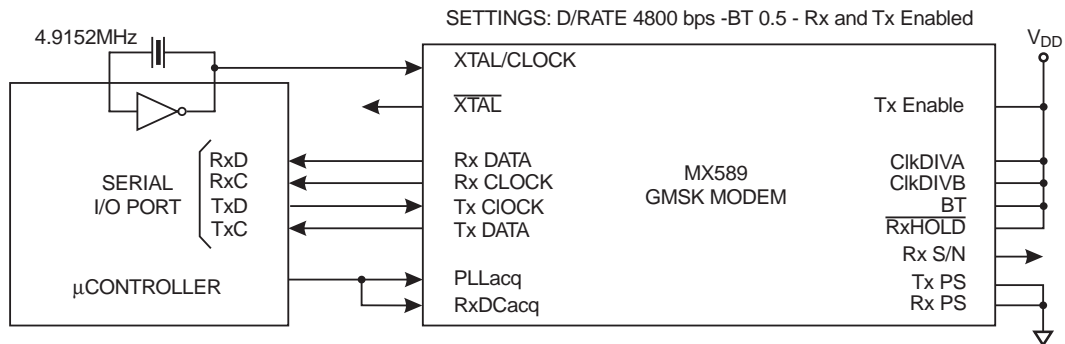 SETTINGS: D/RATE 4800 bps -BT 0.5 - Rx and Tx Enabled
4.9152MHz
VDD
XTAL/CLOCK
XTAL
Tx Enable
RxD
RxC
TxD
TxC
SERIAL
I/O PORT
Rx DATA
Rx CLOCK
Tx ClOCK
Tx DATA
MX589
GMSK MODEM
ClkDIVA
ClkDIVB
BT
RxHOLD
Rx S/N
µCONTROLLER
PLLacq
RxDCacq
Tx PS
Rx PS